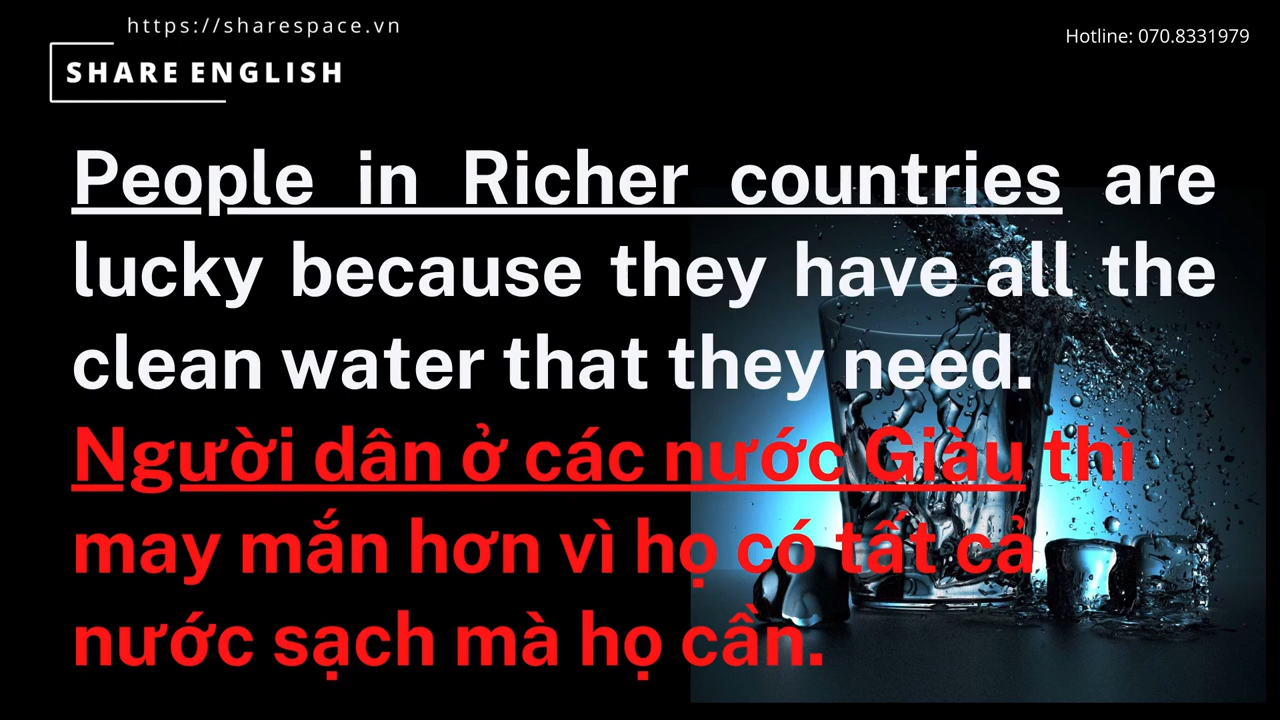 https://sharespace.vn
Hotline: 070.8331979
SHARE ENGLISH
People in Richer countries are
lucky because they have all the
clean water that they need.
Người dân ở các nước Giàu thì
may mắn hơn vì họ có tất cả
nước sạch mà họ cần.